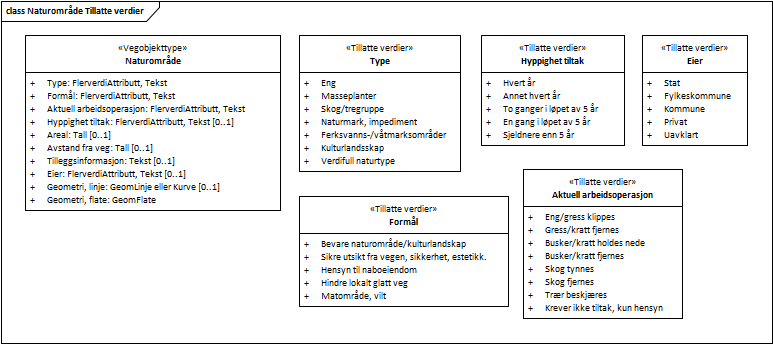 class Naturområde Tillatte verdier
«Vegobjekttype»
Naturområde
+ Type: FlerverdiAttributt, Tekst
+ Formål: FlerverdiAttributt, Tekst
+ Aktuell arbeidsoperasjon: FlerverdiAttributt, Tekst
+ Hyppighet tiltak: FlerverdiAttributt, Tekst [0..1]
+ Areal: Tall [0..1]
+ Avstand fra veg: Tall [0..1]
+ Tilleggsinformasjon: Tekst [0..1]
+ Eier: FlerverdiAttributt, Tekst [0..1]
+ Geometri, linje: GeomLinje eller Kurve [0..1]
+ Geometri, flate: GeomFlate
«Tillatte verdier»
Type
+ Eng
+ Masseplanter
+ Skog/tregruppe
+ Naturmark, impediment
+ Ferksvanns-/våtmarksområder
+ Kulturlandsskap
+ Verdifull naturtype
«Tillatte verdier»
Hyppighet tiltak
+ Hvert år
+ Annet hvert år
+ To ganger i løpet av 5 år
+ En gang i løpet av 5 år
+ Sjeldnere enn 5 år
«Tillatte verdier»
Eier
+ Stat
+ Fylkeskommune
+ Kommune
+ Privat
+ Uavklart
«Tillatte verdier»
Formål
+ Bevare naturområde/kulturlandskap
+ Sikre utsikt fra vegen, sikkerhet, estetikk.
+ Hensyn til naboeiendom
+ Hindre lokalt glatt veg
+ Matområde, vilt
«Tillatte verdier»
Aktuell arbeidsoperasjon
+ Eng/gress klippes
+ Gress/kratt fjernes
+ Busker/kratt holdes nede
+ Busker/kratt fjernes
+ Skog tynnes
+ Skog fjernes
+ Trær beskjæres
+ Krever ikke tiltak, kun hensyn